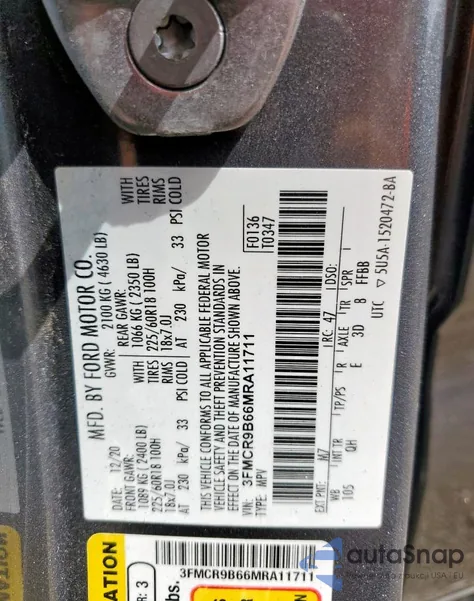 MFD. BY FORD MOTOR CO.
DATE: 12/20 GVWR: 2100 KG ( 4630 LB)
FRONT GAWR: REAR GAWR: WITH
1089 KG ( 2400 LB) 1066 KG ( 2350 LB) TIRES
225/60R18 100H TIRES 225/60R18 100H RIMS
18x7.0J RIMS 18x7.0J
AT 230 kPa/ 33 PSI COLD AT 230 kPa/ 33 PSI COLD
THIS VEHICLE CONFORMS TO ALL APPLICABLE FEDERAL MOTOR
VEHICLE SAFETY AND THEFT PREVENTION STANDARDS IN
EFFECT ON THE DATE OF MANUFACTURE SHOWN ABOVE.
VIN: 3FMCR9B66MRA11711 F0136
TYPE: MPV T0347
EXT PNT: M7 RC: 47 DSO:
WB INT TR TP/PS R AXLE TR SPR
105 QH E 3D 8 FFBB
UTC ▽ 5U5A-1520472-BA
3FMCR9B66MRA11711
R: 3
bs.
autoSnap